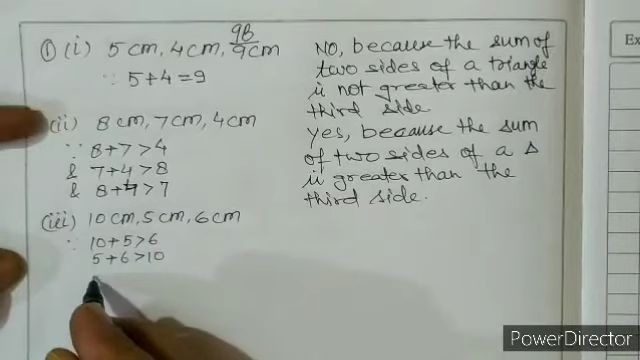 ① (i) 5 cm, 4 cm, 9cm
∵ 5+4 = 9
(ii) 8 cm, 7 cm, 4 cm
∵ 8+7 > 4
& 7+4 > 8
& 8+4 > 7
(iii) 10 cm, 5 cm, 6 cm
∵ 10+5 > 6
5+6 > 10
No, because the sum of
two sides of a triangle
is not greater than the
third side
Yes, because the sum
of two sides of a Δ
is greater than the
third side.
Ex
PowerDirector